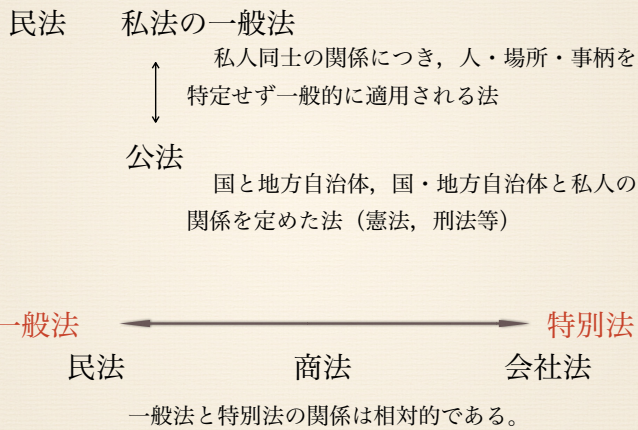 民法 私法の一般法
私人同士の関係につき，人・場所・事柄を
特定せず一般的に適用される法
公法
国と地方自治体，国・地方自治体と私人の
関係を定めた法（憲法，刑法等）
一般法 特別法
民法 商法 会社法
一般法と特別法の関係は相対的である。